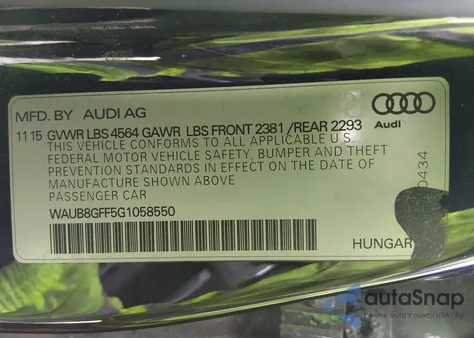 MFD. BY AUDI AG
11 15 GVWR LBS 4564 GAWR LBS FRONT 2381 /REAR 2293
Audi
THIS VEHICLE CONFORMS TO ALL APPLICABLE U.S.
FEDERAL MOTOR VEHICLE SAFETY, BUMPER AND THEFT
PREVENTION STANDARDS IN EFFECT ON THE DATE OF
MANUFACTURE SHOWN ABOVE
PASSENGER CAR
WAUB8GFF5G1058550
0434
HUNGAR
autoSnap